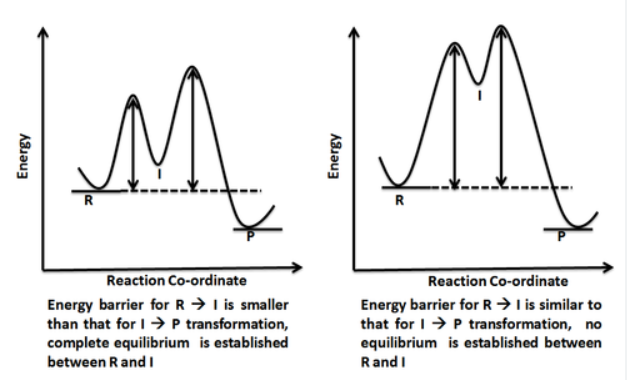 Energy
I
R
P
Reaction Co-ordinate
Energy barrier for R → I is smaller
than that for I → P transformation,
complete equilibrium is established
between R and I
Energy
I
R
P
Reaction Co-ordinate
Energy barrier for R → I is similar to
that for I → P transformation, no
equilibrium is established between
R and I